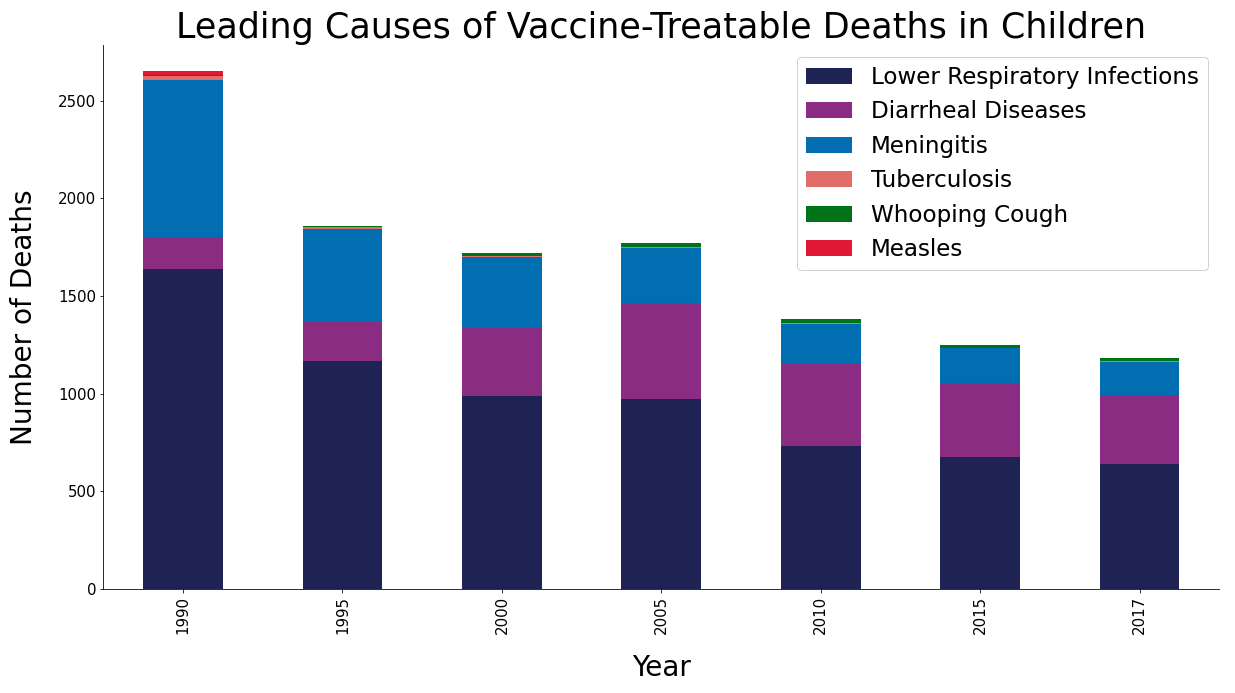 Leading Causes of Vaccine-Treatable Deaths in Children
Lower Respiratory Infections
Diarrheal Diseases
Meningitis
Tuberculosis
Whooping Cough
Measles
Number of Deaths
2500
2000
1500
1000
500
0
1990
1995
2000
2005
2010
2015
2017
Year